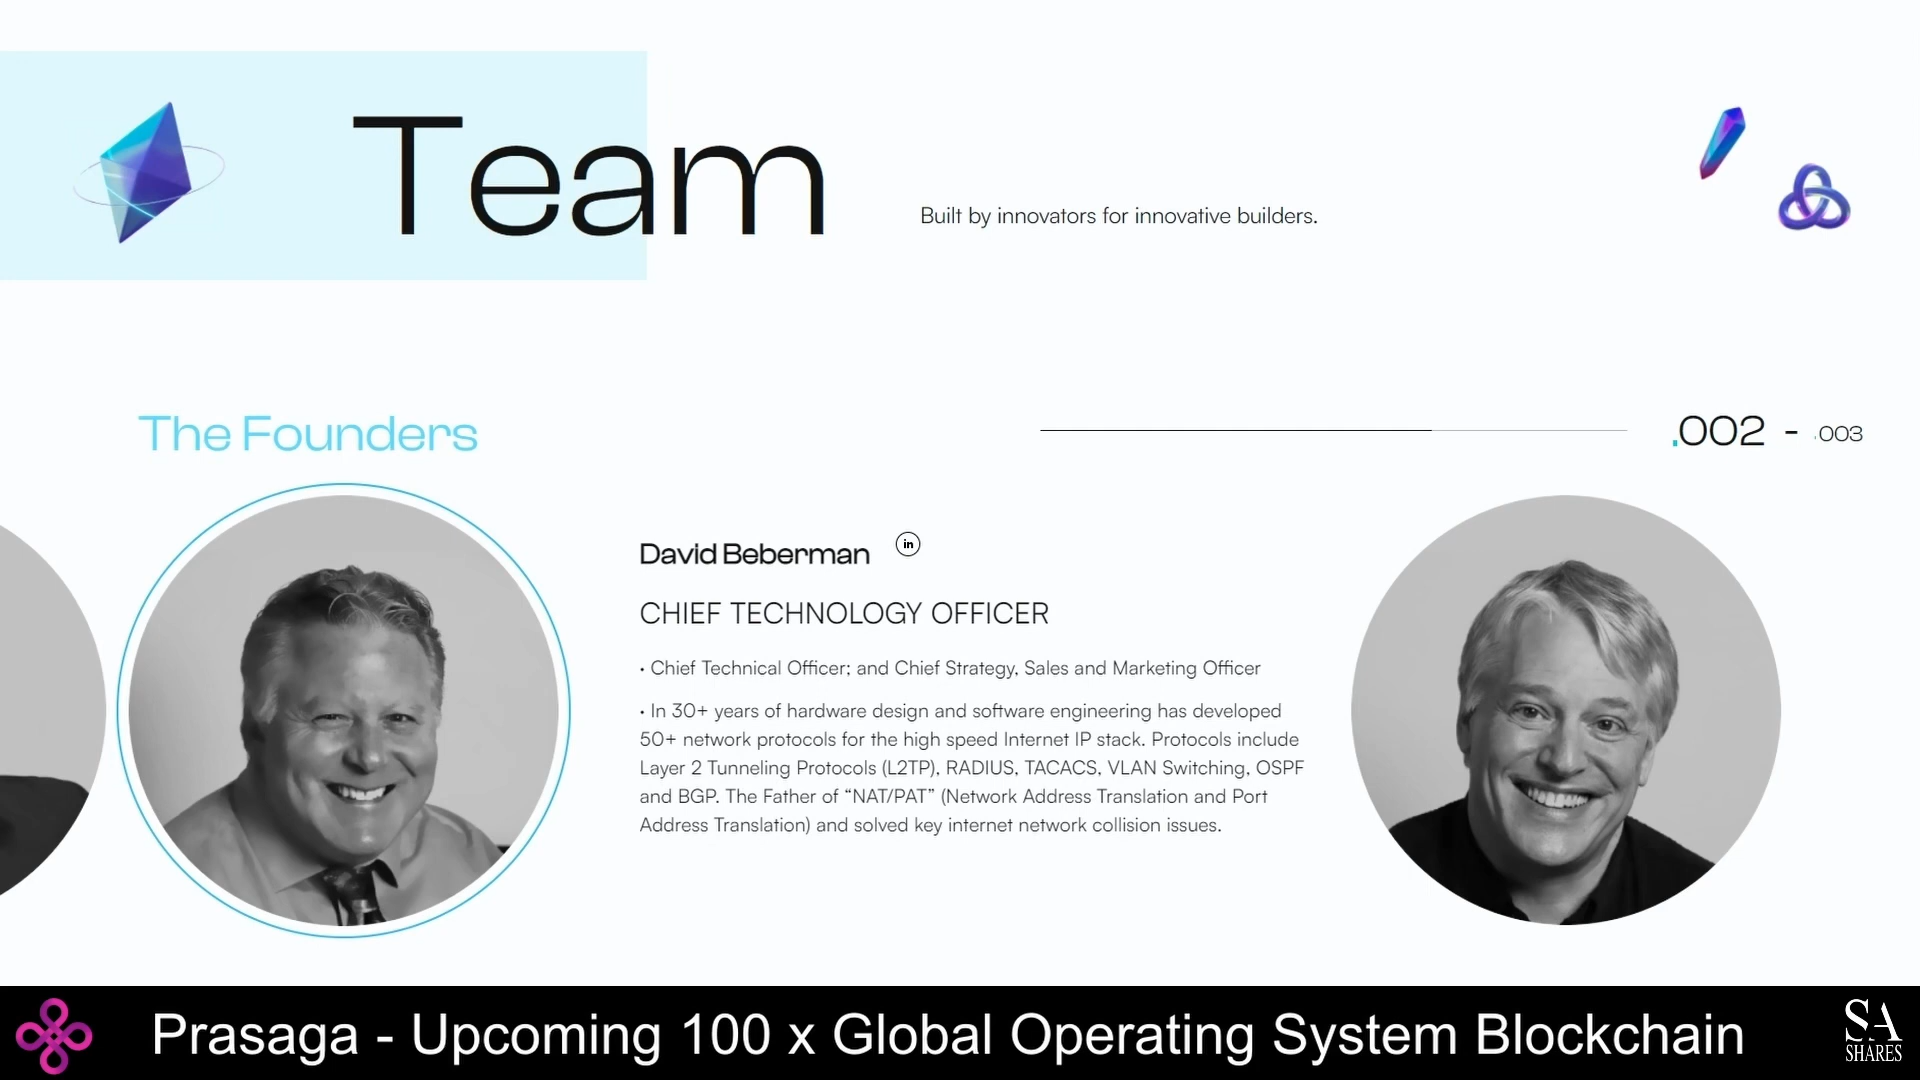 Team
Built by innovators for innovative builders.
The Founders
.002 - .003
David Beberman
in
CHIEF TECHNOLOGY OFFICER
• Chief Technical Officer; and Chief Strategy, Sales and Marketing Officer
• In 30+ years of hardware design and software engineering has developed
50+ network protocols for the high speed Internet IP stack. Protocols include
Layer 2 Tunneling Protocols (L2TP), RADIUS, TACACS, VLAN Switching, OSPF
and BGP. The Father of “NAT/PAT” (Network Address Translation and Port
Address Translation) and solved key internet network collision issues.
Prasaga - Upcoming 100 x Global Operating System Blockchain
SA
SHARES